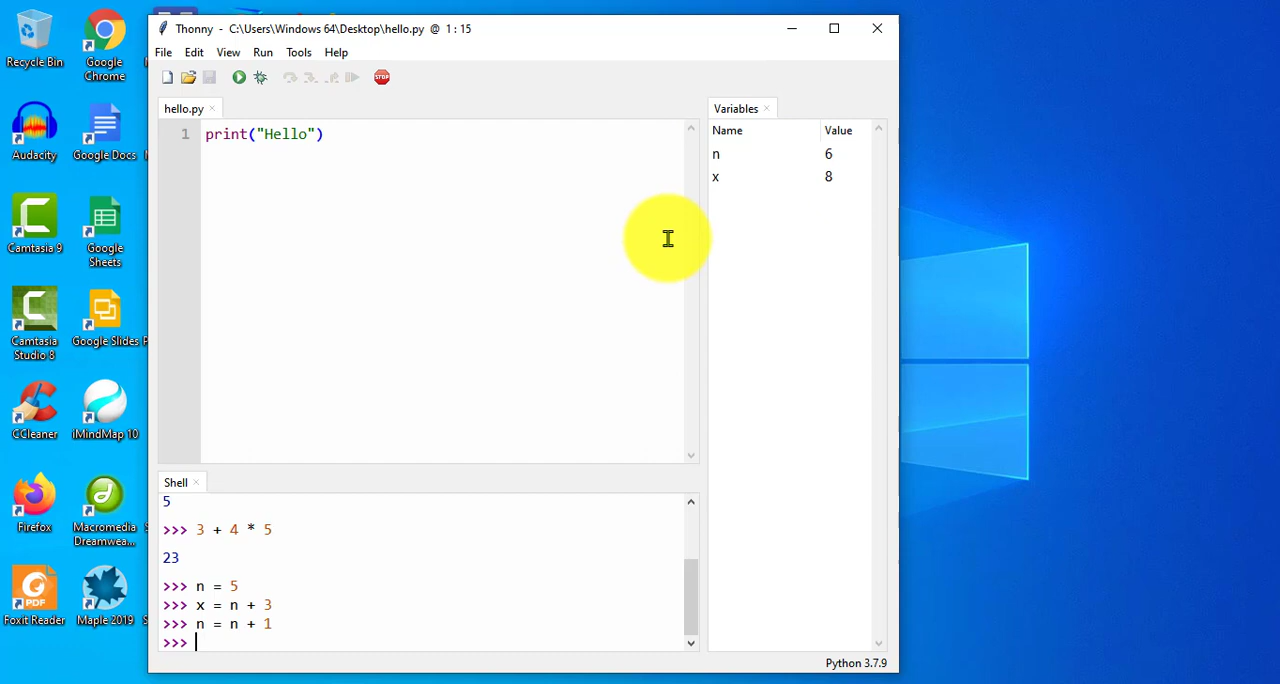 Recycle Bin
Google
Chrome
Audacity
Google Docs
Camtasia 9
Google
Sheets
Camtasia
Studio 8
Google Slides
CCleaner
iMindMap 10
Firefox
Macromedia
Dreamwea...
PDF
Foxit Reader
Maple 2019
Thonny - C:\Users\Windows 64\Desktop\hello.py @ 1 : 15
File Edit View Run Tools Help
STOP
hello.py ×
1 print("Hello")
Variables ×
Name Value
n 6
x 8
Shell ×
5
>>> 3 + 4 * 5
23
>>> n = 5
>>> x = n + 3
>>> n = n + 1
>>>
Python 3.7.9